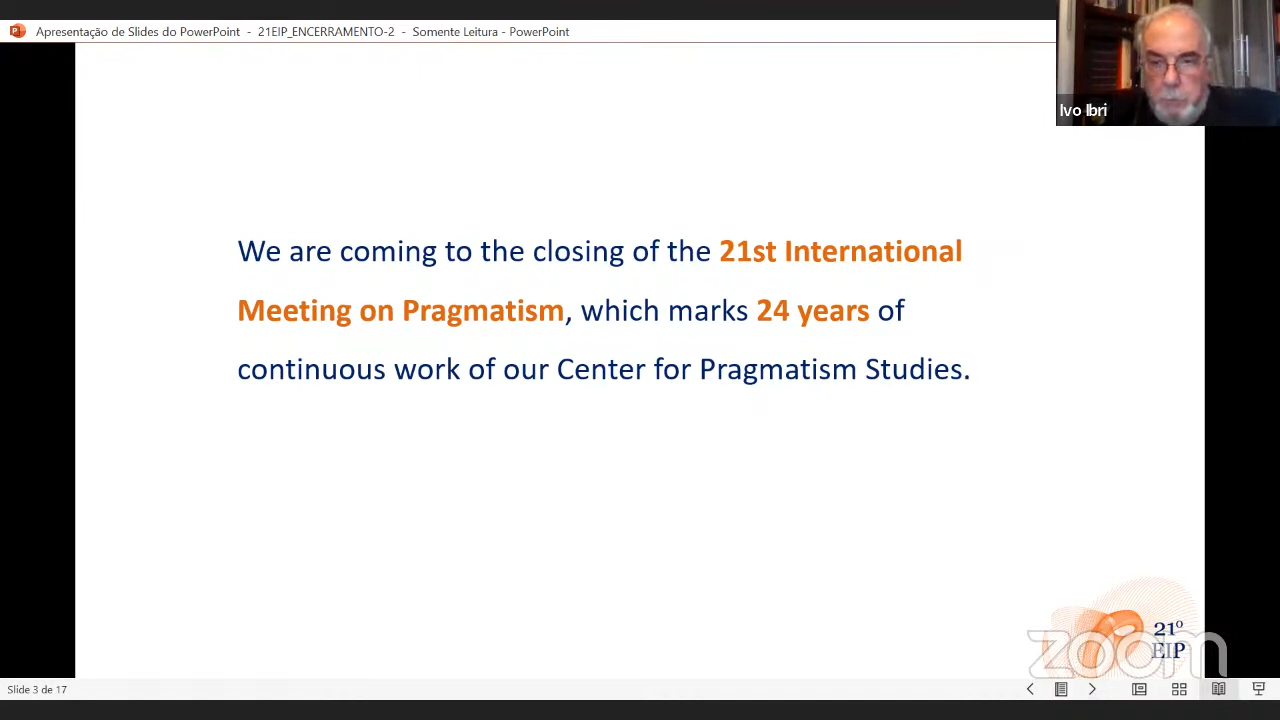 Apresentação de Slides do PowerPoint - 21EIP_ENCERRAMENTO-2 - Somente Leitura - PowerPoint
Ivo Ibri
We are coming to the closing of the 21st International
Meeting on Pragmatism, which marks 24 years of
continuous work of our Center for Pragmatism Studies.
21º
EIP
zoom
Slide 3 de 17